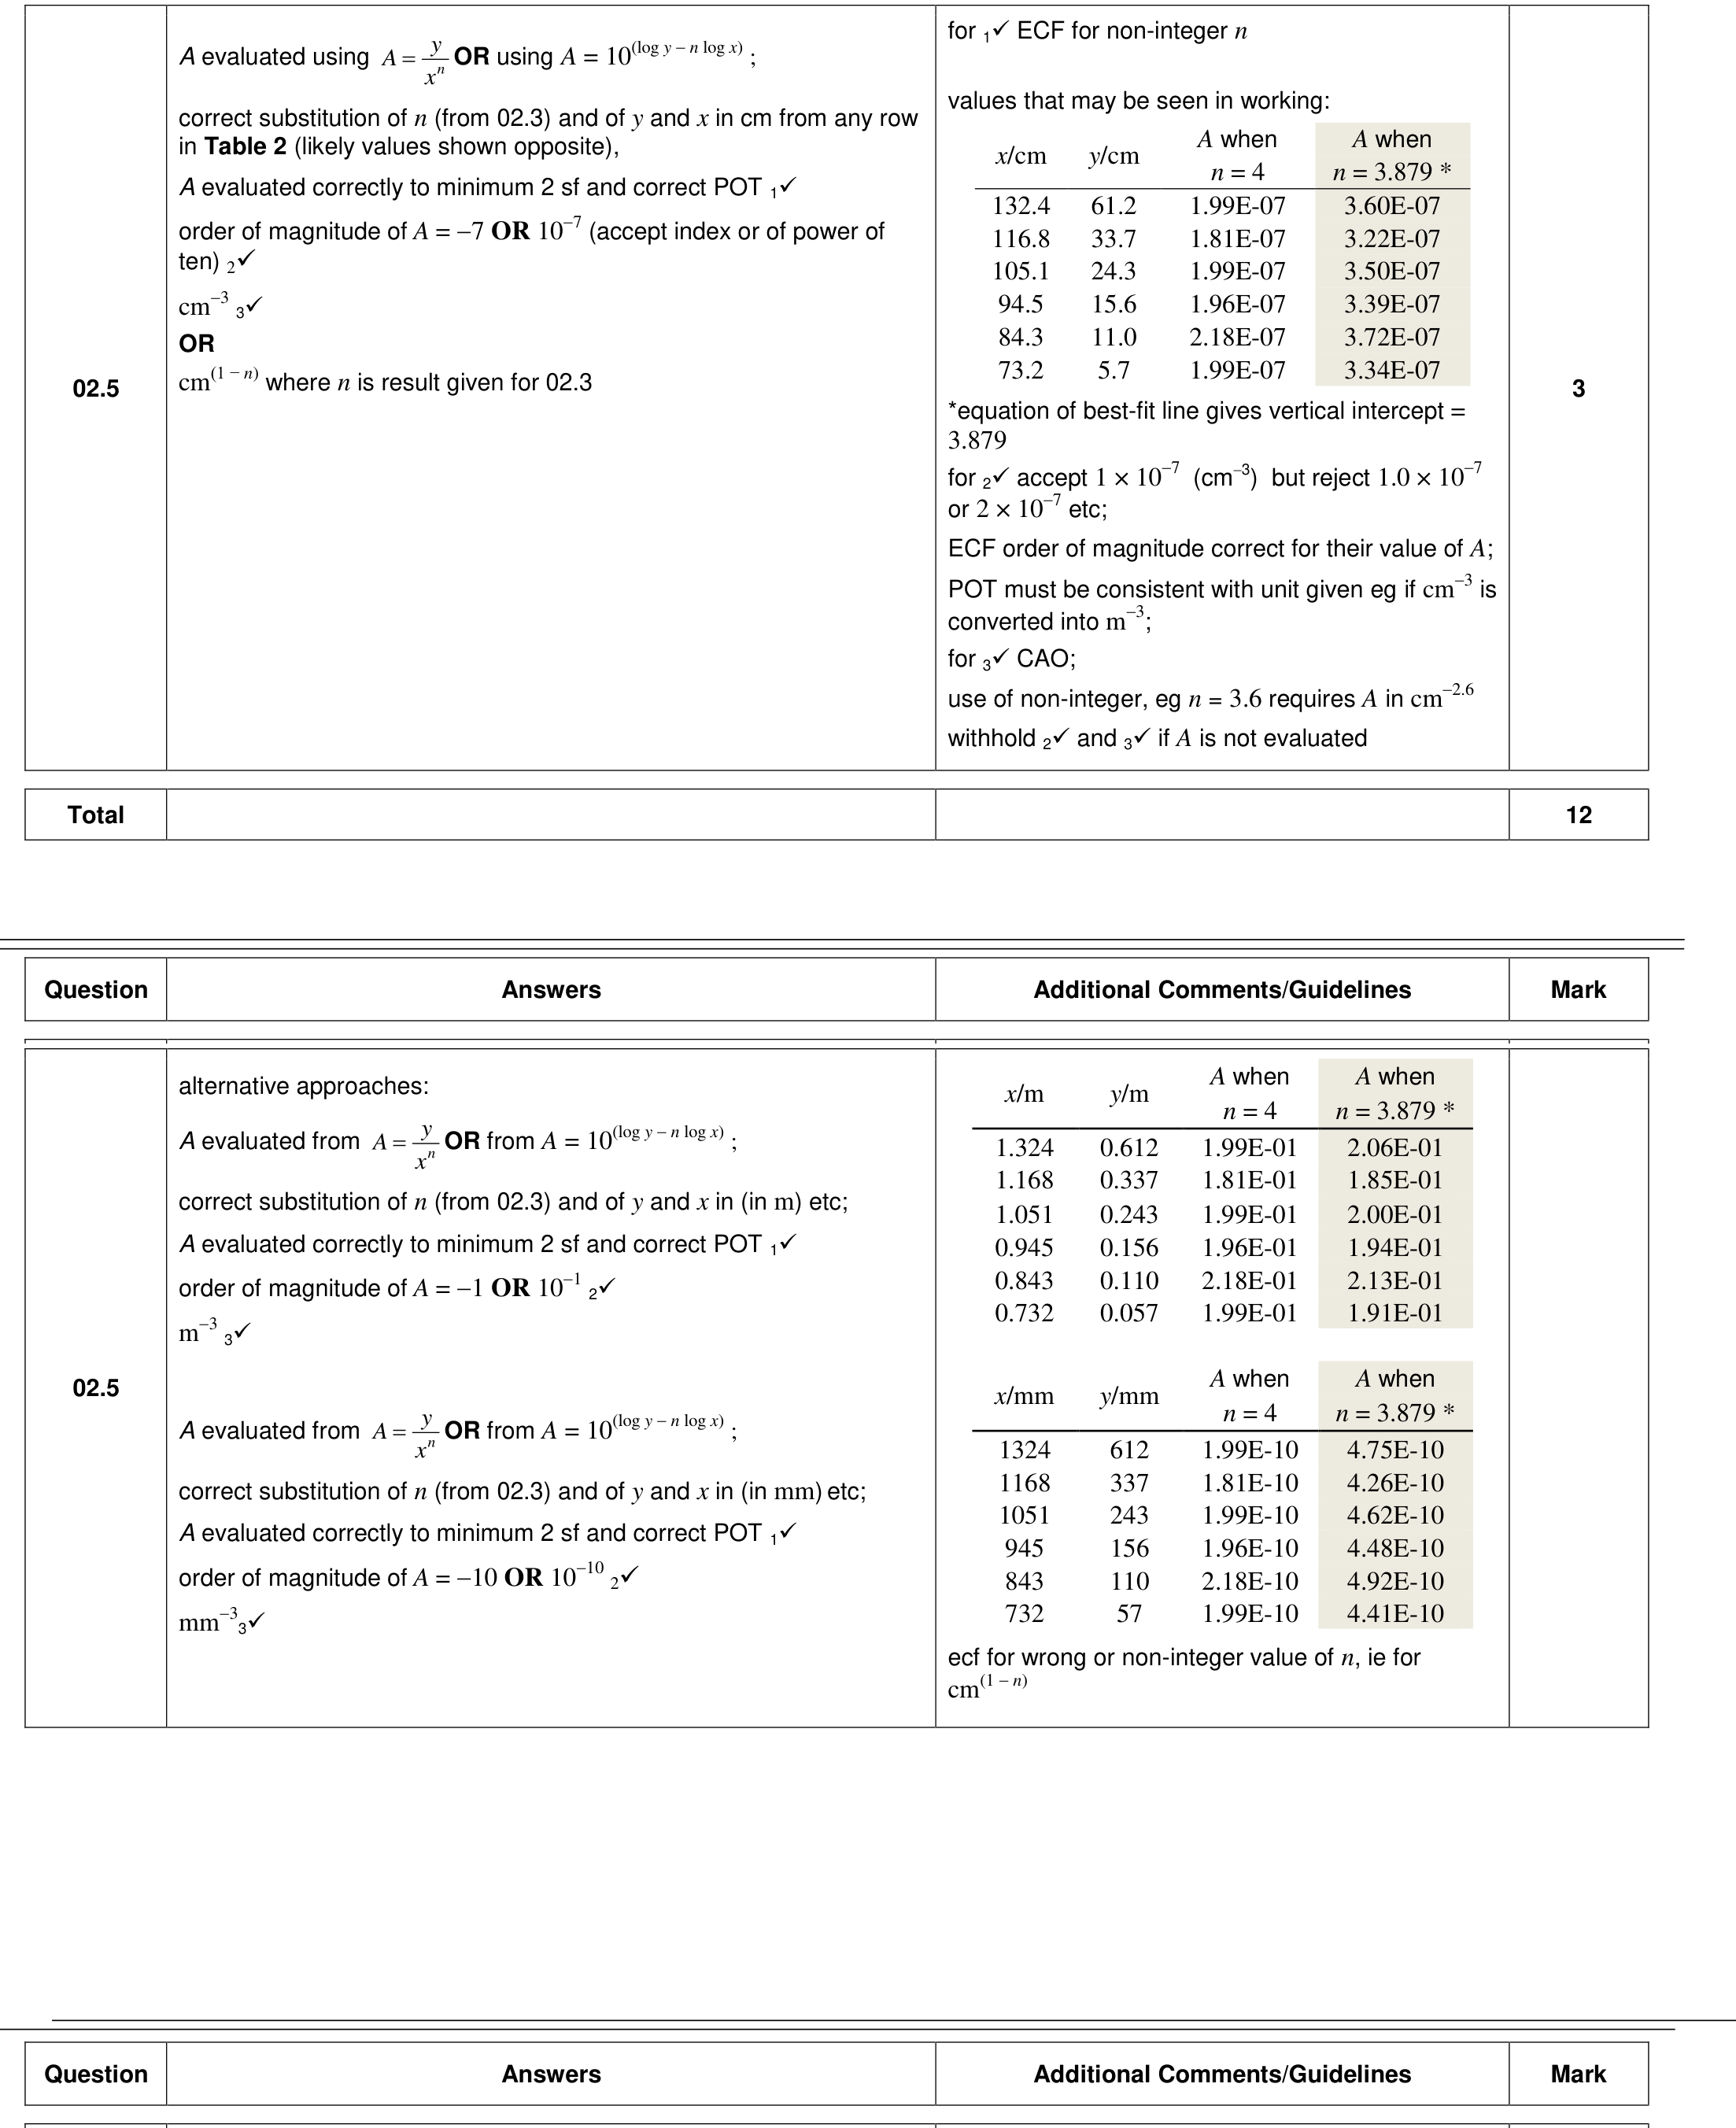 02.5
A evaluated using A = y/xⁿ OR using A = 10^(log y – n log x) ;
correct substitution of n (from 02.3) and of y and x in cm from any row
in Table 2 (likely values shown opposite),
A evaluated correctly to minimum 2 sf and correct POT ₁✓
order of magnitude of A = –7 OR 10⁻⁷ (accept index or of power of
ten) ₂✓
cm⁻³ ₃✓
OR
cm^(1 – n) where n is result given for 02.3
for ₁✓ ECF for non-integer n
values that may be seen in working:
x/cm y/cm A when n = 4 A when n = 3.879 *
132.4 61.2 1.99E-07 3.60E-07
116.8 33.7 1.81E-07 3.22E-07
105.1 24.3 1.99E-07 3.50E-07
94.5 15.6 1.96E-07 3.39E-07
84.3 11.0 2.18E-07 3.72E-07
73.2 5.7 1.99E-07 3.34E-07
*equation of best-fit line gives vertical intercept =
3.879
for ₂✓ accept 1 × 10⁻⁷ (cm⁻³) but reject 1.0 × 10⁻⁷
or 2 × 10⁻⁷ etc;
ECF order of magnitude correct for their value of A;
POT must be consistent with unit given eg if cm⁻³ is
converted into m⁻³;
for ₃✓ CAO;
use of non-integer, eg n = 3.6 requires A in cm^–2.6
withhold ₂✓ and ₃✓ if A is not evaluated
3
Total 12
Question Answers Additional Comments/Guidelines Mark
02.5
alternative approaches:
A evaluated from A = y/xⁿ OR from A = 10^(log y – n log x) ;
correct substitution of n (from 02.3) and of y and x in (in m) etc;
A evaluated correctly to minimum 2 sf and correct POT ₁✓
order of magnitude of A = –1 OR 10⁻¹ ₂✓
m⁻³ ₃✓
A evaluated from A = y/xⁿ OR from A = 10^(log y – n log x) ;
correct substitution of n (from 02.3) and of y and x in (in mm) etc;
A evaluated correctly to minimum 2 sf and correct POT ₁✓
order of magnitude of A = –10 OR 10⁻¹⁰ ₂✓
mm⁻³ ₃✓
x/m y/m A when n = 4 A when n = 3.879 *
1.324 0.612 1.99E-01 2.06E-01
1.168 0.337 1.81E-01 1.85E-01
1.051 0.243 1.99E-01 2.00E-01
0.945 0.156 1.96E-01 1.94E-01
0.843 0.110 2.18E-01 2.13E-01
0.732 0.057 1.99E-01 1.91E-01
x/mm y/mm A when n = 4 A when n = 3.879 *
1324 612 1.99E-10 4.75E-10
1168 337 1.81E-10 4.26E-10
1051 243 1.99E-10 4.62E-10
945 156 1.96E-10 4.48E-10
843 110 2.18E-10 4.92E-10
732 57 1.99E-10 4.41E-10
ecf for wrong or non-integer value of n, ie for
cm^(1 – n)
Question Answers Additional Comments/Guidelines Mark